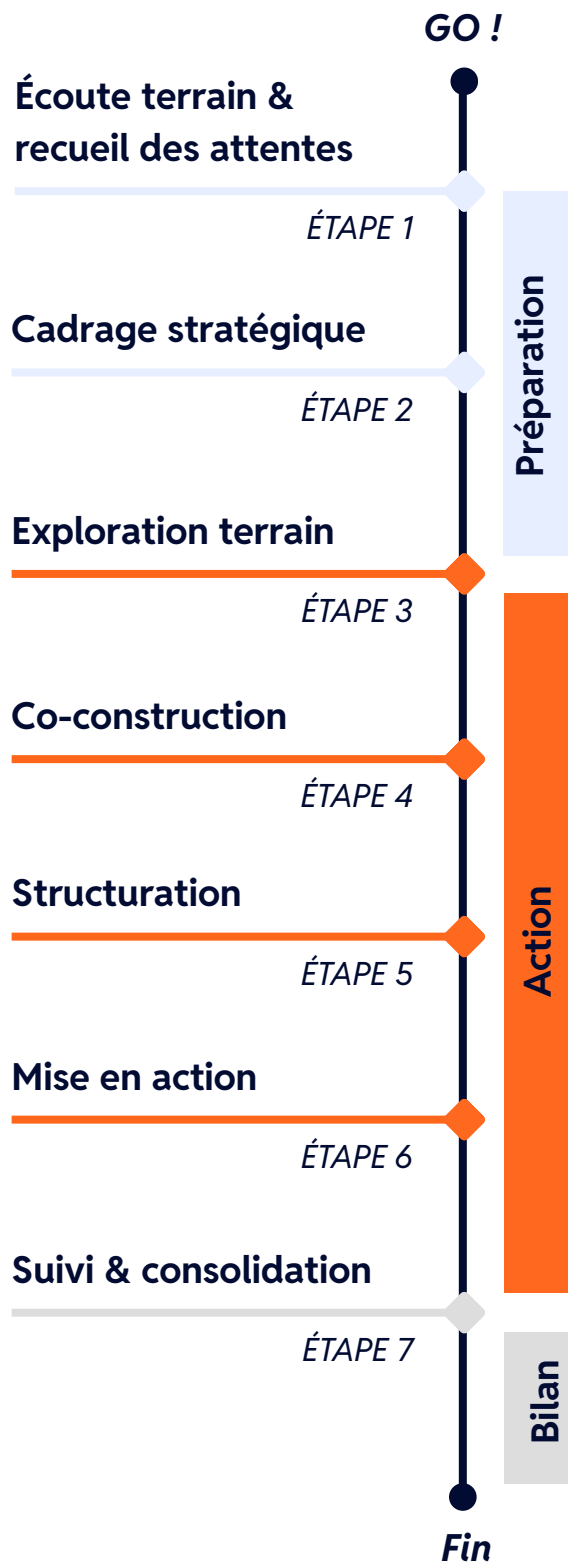 GO !
Écoute terrain &
recueil des attentes
ÉTAPE 1
Préparation
Cadrage stratégique
ÉTAPE 2
Exploration terrain
ÉTAPE 3
Action
Co-construction
ÉTAPE 4
Structuration
ÉTAPE 5
Mise en action
ÉTAPE 6
Suivi & consolidation
ÉTAPE 7
Bilan
Fin